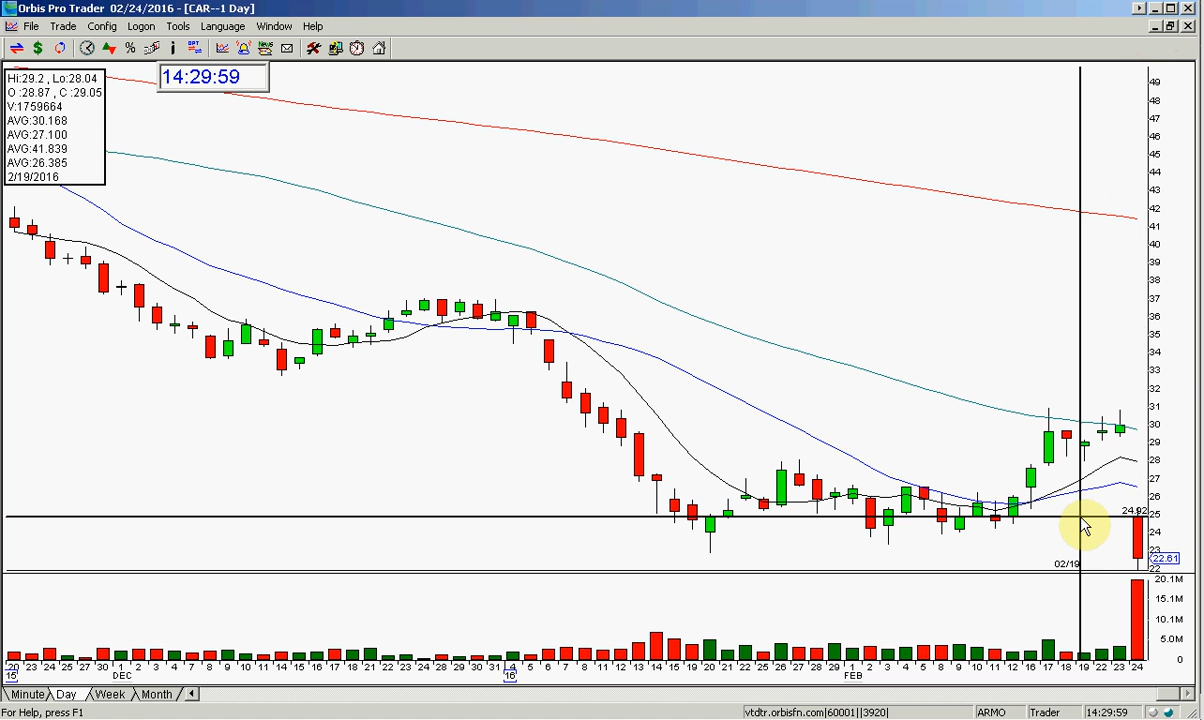 Orbis Pro Trader 02/24/2016 - [CAR--1 Day]
File Trade Config Logon Tools Language Window Help
14:29:59
Hi:29.2 , Lo:28.04
O :28.87 , C :29.05
V:1759664
AVG:30.168
AVG:27.100
AVG:41.839
AVG:26.385
2/19/2016
49
48
47
46
45
44
43
42
41
40
39
38
37
36
35
34
33
32
31
30
29
28
27
26
25
24.92
24
23
22.61
22
02/19
20.1M
15.1M
10.1M
5.0M
0
20 23 24 25 27 30 1 2 3 4 7 8 9 10 11 14 15 16 17 18 21 22 23 24 28 29 30 31 4 5 6 7 8 11 12 13 14 15 19 20 21 22 25 26 27 28 29 1 2 3 4 5 8 9 10 11 12 16 17 18 19 22 23 24
15 DEC 16 FEB
Minute Day Week Month
For Help, press F1 vtdtr.orbisfn.com|60001||3920| ARMO Trader 14:29:59